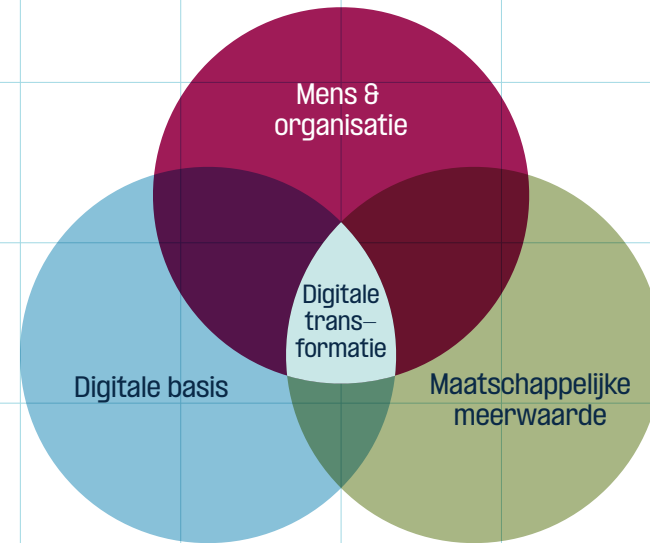 Mens &
organisatie
Digitale
trans–
formatie
Digitale basis
Maatschappelijke
meerwaarde